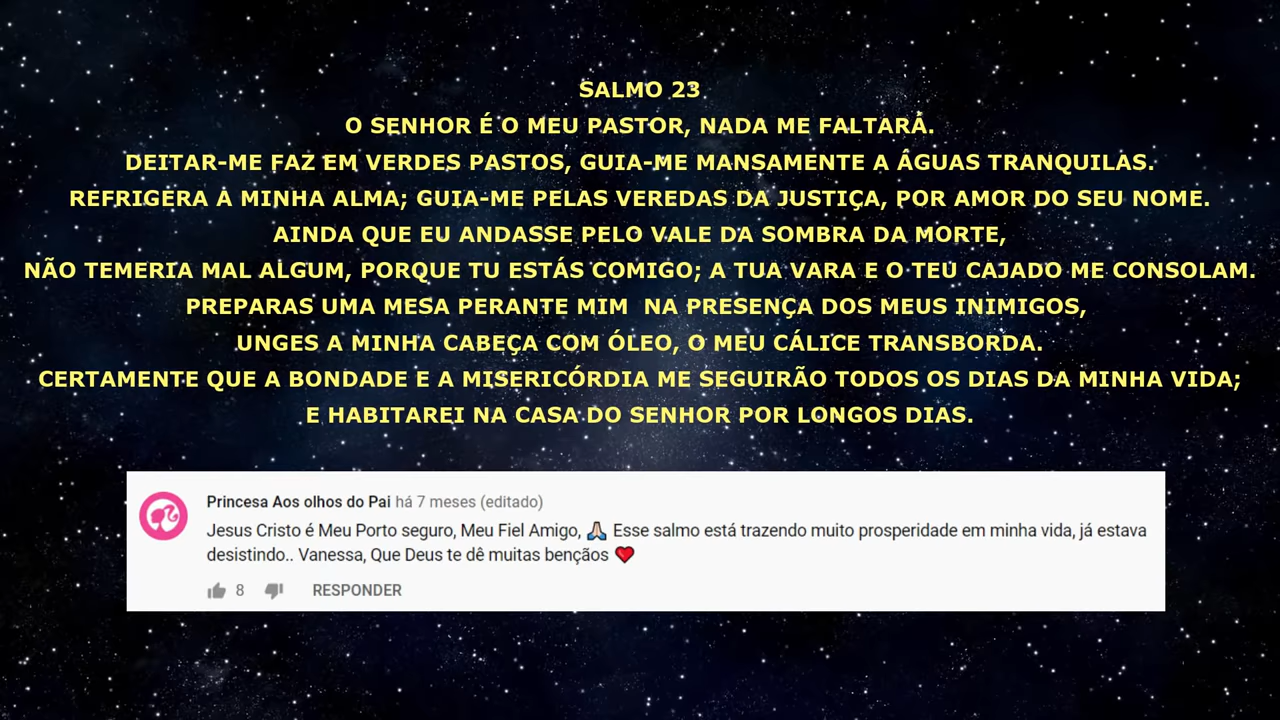 SALMO 23
O SENHOR É O MEU PASTOR, NADA ME FALTARÁ.
DEITAR-ME FAZ EM VERDES PASTOS, GUIA-ME MANSAMENTE A ÁGUAS TRANQUILAS.
REFRIGERA A MINHA ALMA; GUIA-ME PELAS VEREDAS DA JUSTIÇA, POR AMOR DO SEU NOME.
AINDA QUE EU ANDASSE PELO VALE DA SOMBRA DA MORTE,
NÃO TEMERIA MAL ALGUM, PORQUE TU ESTÁS COMIGO; A TUA VARA E O TEU CAJADO ME CONSOLAM.
PREPARAS UMA MESA PERANTE MIM  NA PRESENÇA DOS MEUS INIMIGOS,
UNGES A MINHA CABEÇA COM ÓLEO, O MEU CÁLICE TRANSBORDA.
CERTAMENTE QUE A BONDADE E A MISERICÓRDIA ME SEGUIRÃO TODOS OS DIAS DA MINHA VIDA;
E HABITAREI NA CASA DO SENHOR POR LONGOS DIAS.
Princesa Aos olhos do Pai há 7 meses (editado)
Jesus Cristo é Meu Porto seguro, Meu Fiel Amigo, 🙏🏻 Esse salmo está trazendo muito prosperidade em minha vida, já estava
desistindo.. Vanessa, Que Deus te dê muitas bençãos ❤️
8 RESPONDER